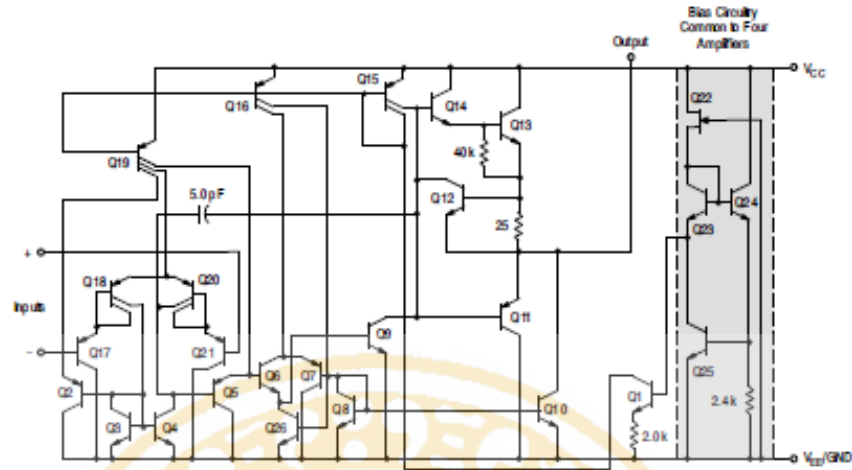 Bias Circuitry
Common to Four
Amplifiers
Output
VCC
Q15
Q16
Q14
Q13
Q22
Q19
40k
5.0pF
Q12
Q23
Q24
25
+
Q18
Q20
Inputs
Q11
Q9
–
Q17
Q21
Q25
Q2
Q5
Q6
Q7
Q1
Q3
Q4
Q26
Q8
Q10
2.4k
2.0k
VEE/GND